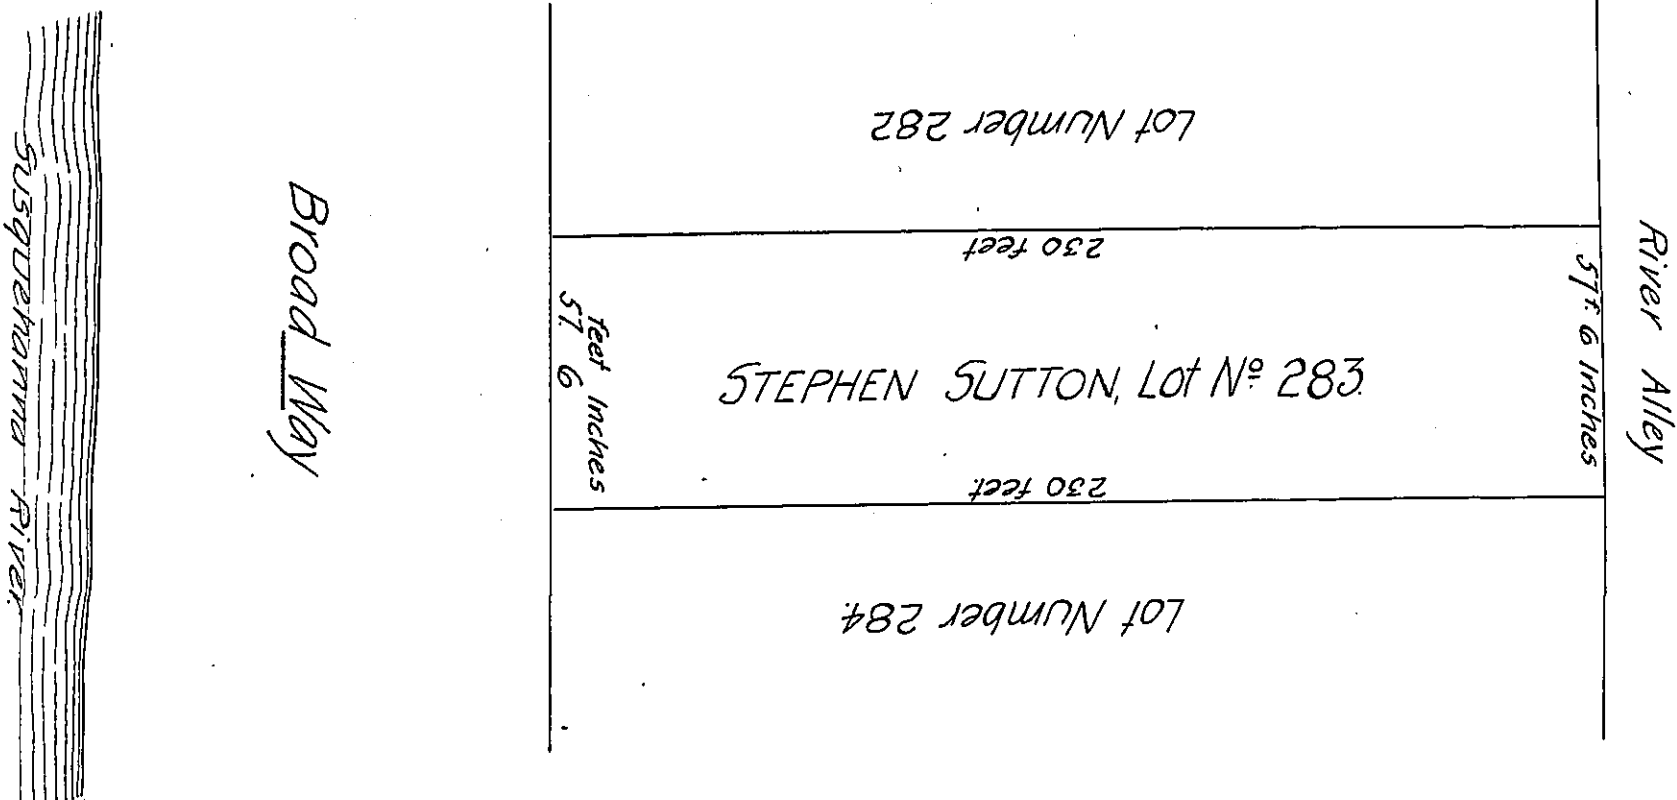 Susquehanna River.
Broad Way
Lot Number 282
230 feet
feet Inches
57. 6
STEPHEN SUTTON, Lot Nº 283.
57 f. 6 Inches
230 feet
Lot Number 284.
River Alley